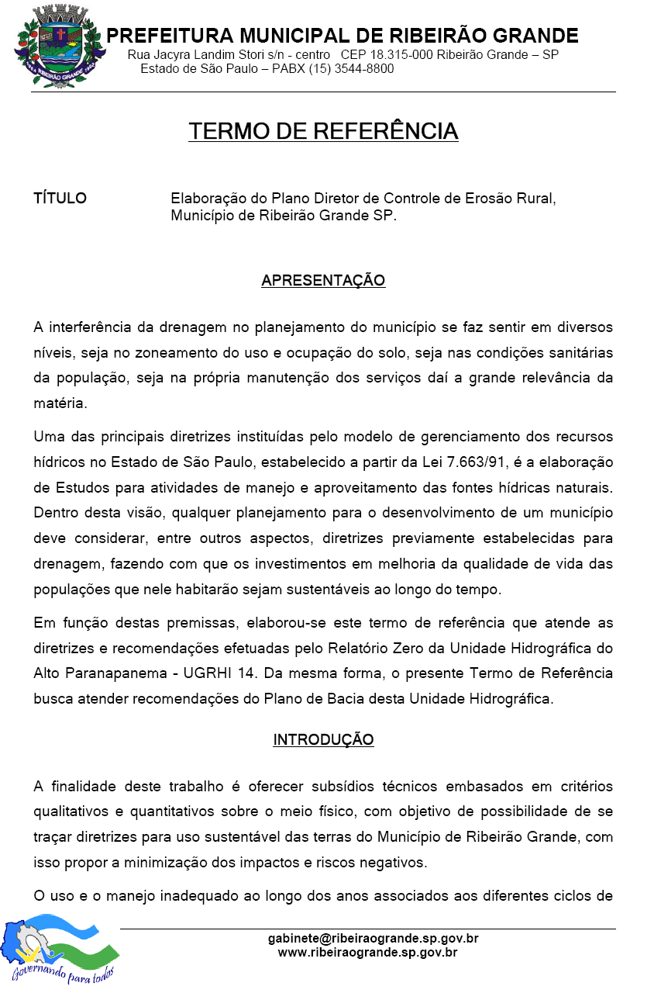 PREFEITURA MUNICIPAL DE RIBEIRÃO GRANDE
Rua Jacyra Landim Stori s/n - centro CEP 18.315-000 Ribeirão Grande – SP
Estado de São Paulo – PABX (15) 3544-8800
RIBEIRÃO GRANDE
TERMO DE REFERÊNCIA
TÍTULO Elaboração do Plano Diretor de Controle de Erosão Rural,
Município de Ribeirão Grande SP.
APRESENTAÇÃO
A interferência da drenagem no planejamento do município se faz sentir em diversos
níveis, seja no zoneamento do uso e ocupação do solo, seja nas condições sanitárias
da população, seja na própria manutenção dos serviços daí a grande relevância da
matéria.
Uma das principais diretrizes instituídas pelo modelo de gerenciamento dos recursos
hídricos no Estado de São Paulo, estabelecido a partir da Lei 7.663/91, é a elaboração
de Estudos para atividades de manejo e aproveitamento das fontes hídricas naturais.
Dentro desta visão, qualquer planejamento para o desenvolvimento de um município
deve considerar, entre outros aspectos, diretrizes previamente estabelecidas para
drenagem, fazendo com que os investimentos em melhoria da qualidade de vida das
populações que nele habitarão sejam sustentáveis ao longo do tempo.
Em função destas premissas, elaborou-se este termo de referência que atende as
diretrizes e recomendações efetuadas pelo Relatório Zero da Unidade Hidrográfica do
Alto Paranapanema - UGRHI 14. Da mesma forma, o presente Termo de Referência
busca atender recomendações do Plano de Bacia desta Unidade Hidrográfica.
INTRODUÇÃO
A finalidade deste trabalho é oferecer subsídios técnicos embasados em critérios
qualitativos e quantitativos sobre o meio físico, com objetivo de possibilidade de se
traçar diretrizes para uso sustentável das terras do Município de Ribeirão Grande, com
isso propor a minimização dos impactos e riscos negativos.
O uso e o manejo inadequado ao longo dos anos associados aos diferentes ciclos de
gabinete@ribeiraogrande.sp.gov.br
www.ribeiraogrande.sp.gov.br
Governando para todos